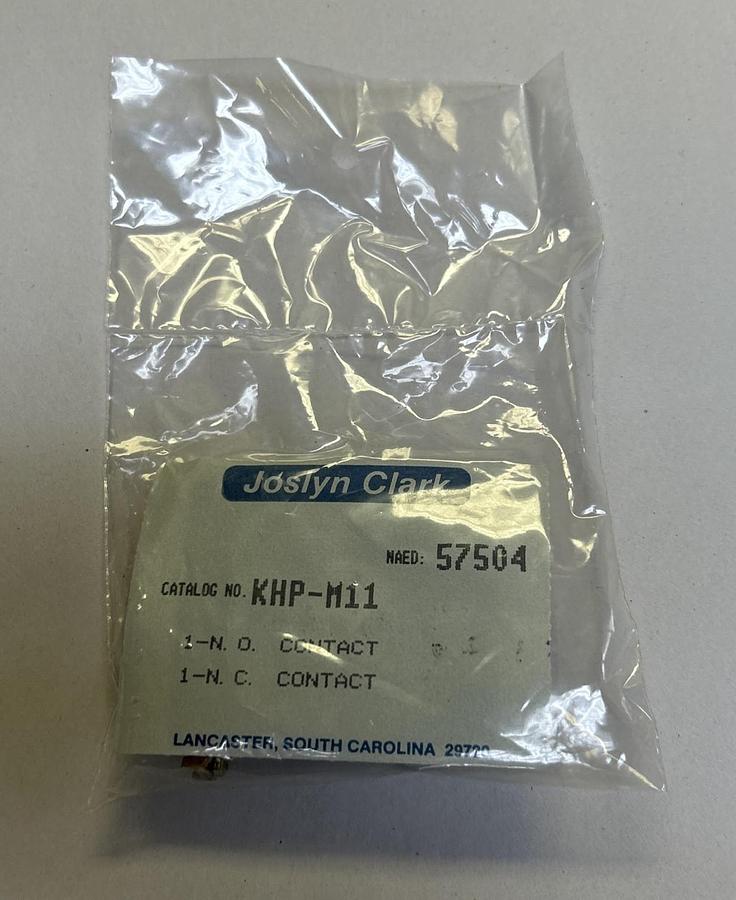 Joslyn Clark
NAED: 57504
CATALOG NO. KHP-M11
1-N. O. CONTACT
1-N. C. CONTACT
LANCASTER, SOUTH CAROLINA